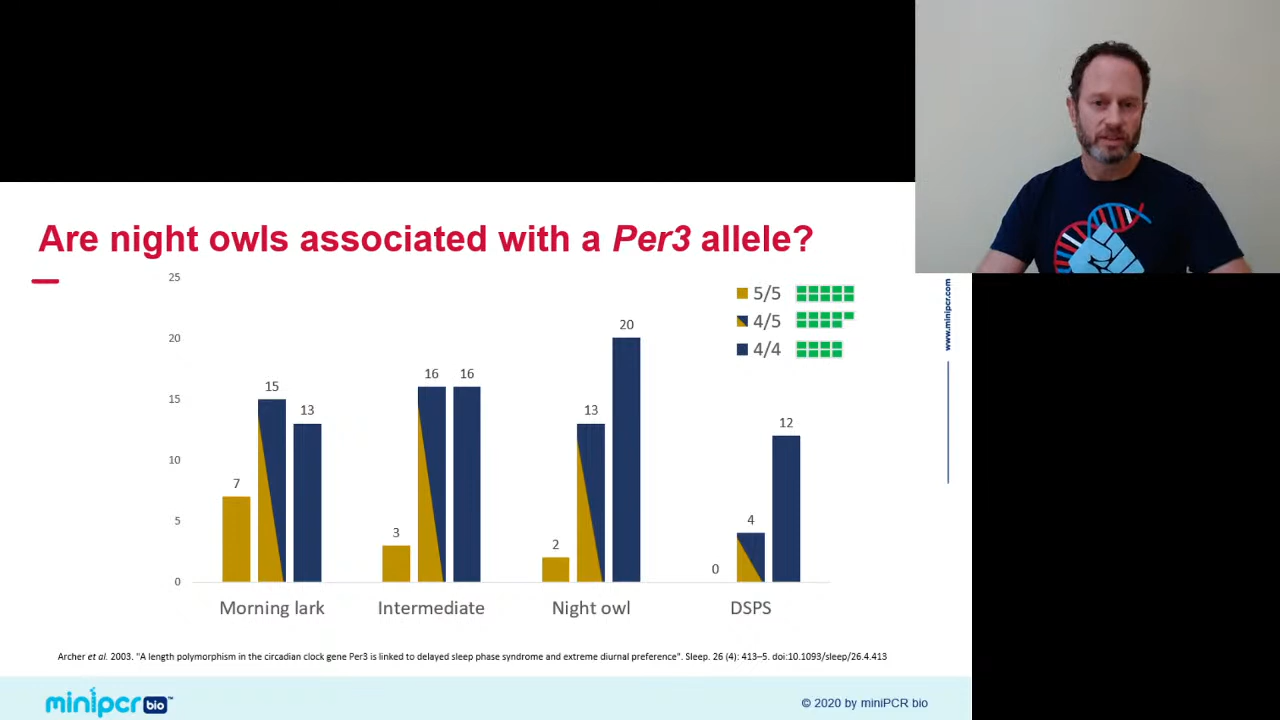 Are night owls associated with a Per3 allele?
25
20
15
10
5
0
5/5
4/5
4/4
7
15
13
3
16
16
2
13
20
0
4
12
Morning lark
Intermediate
Night owl
DSPS
www.minipcr.com
Archer et al. 2003. "A length polymorphism in the circadian clock gene Per3 is linked to delayed sleep phase syndrome and extreme diurnal preference". Sleep. 26 (4): 413–5. doi:10.1093/sleep/26.4.413
minipcr bio™
© 2020 by miniPCR bio